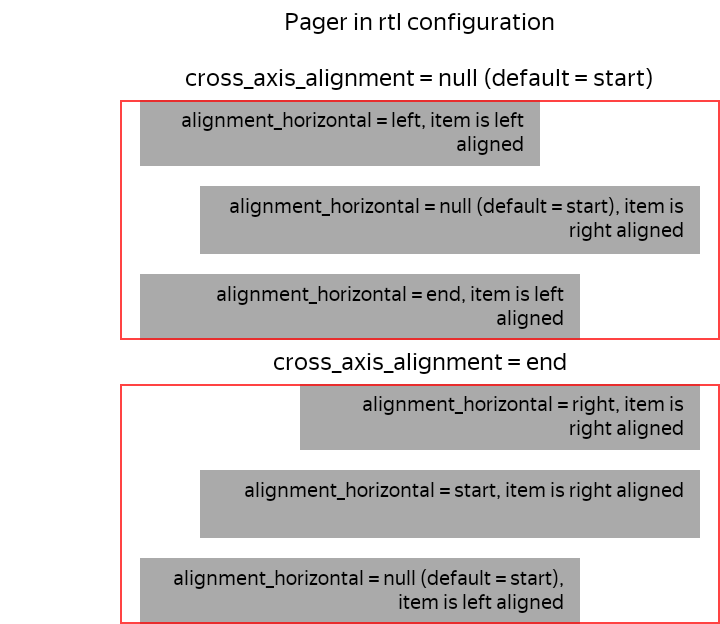 Pager in rtl configuration
cross_axis_alignment = null (default = start)
alignment_horizontal = left, item is left
aligned
alignment_horizontal = null (default = start), item is
right aligned
alignment_horizontal = end, item is left
aligned
cross_axis_alignment = end
alignment_horizontal = right, item is
right aligned
alignment_horizontal = start, item is right aligned
alignment_horizontal = null (default = start),
item is left aligned